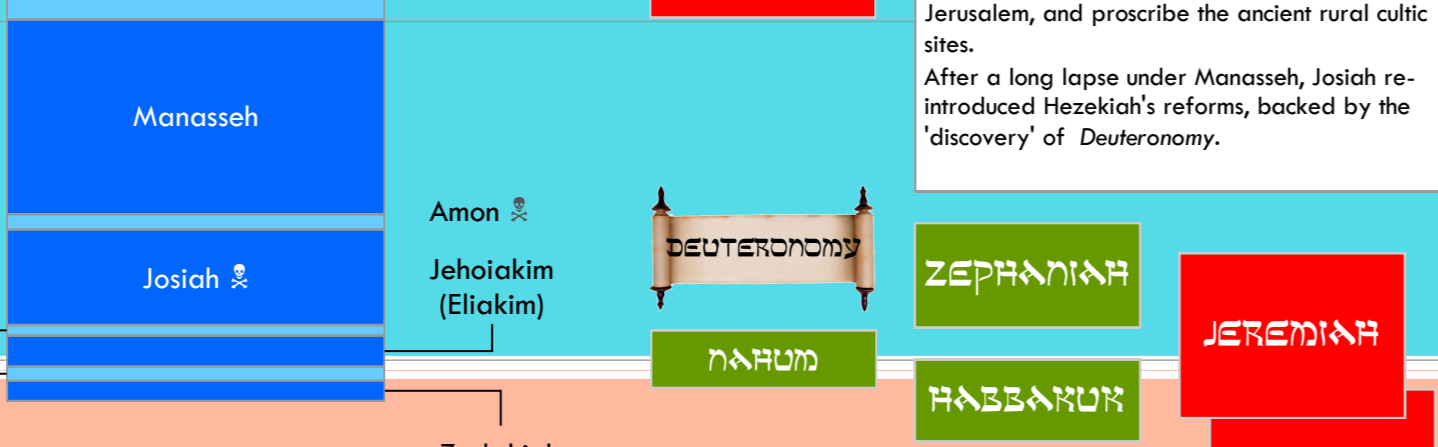 Jerusalem, and proscribe the ancient rural cultic
sites.
After a long lapse under Manasseh, Josiah re-
introduced Hezekiah's reforms, backed by the
'discovery' of Deuteronomy.
Manasseh
Amon
Josiah
Jehoiakim
(Eliakim)
DEUTERONOMY
ZEPHANIAH
JEREMIAH
NAHUM
HABBAKUK